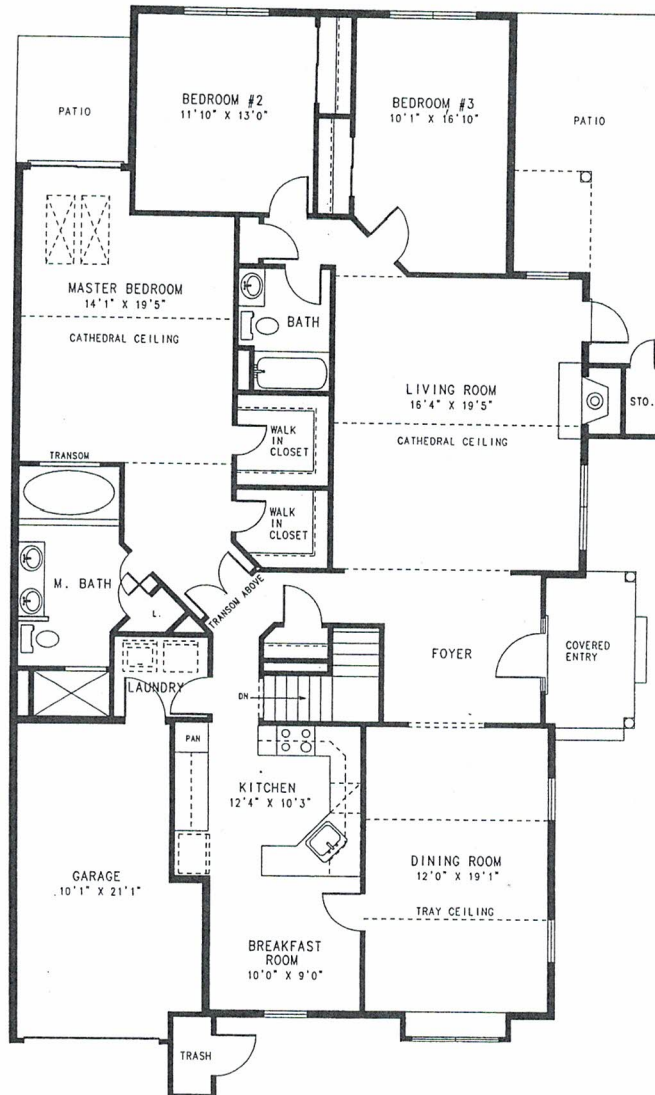 BEDROOM #2
11'10" X 13'0"
BEDROOM #3
10'1" X 16'10"
PATIO
PATIO
MASTER BEDROOM
14'1" X 19'5"
CATHEDRAL CEILING
BATH
LIVING ROOM
16'4" X 19'5"
CATHEDRAL CEILING
STO.
WALK
IN
CLOSET
TRANSOM
WALK
IN
CLOSET
M. BATH
TRANSOM ABOVE
L.
FOYER
COVERED
ENTRY
LAUNDRY
DN
PAN
KITCHEN
12'4" X 10'3"
GARAGE
10'1" X 21'1"
DINING ROOM
12'0" X 19'1"
TRAY CEILING
BREAKFAST
ROOM
10'0" X 9'0"
TRASH